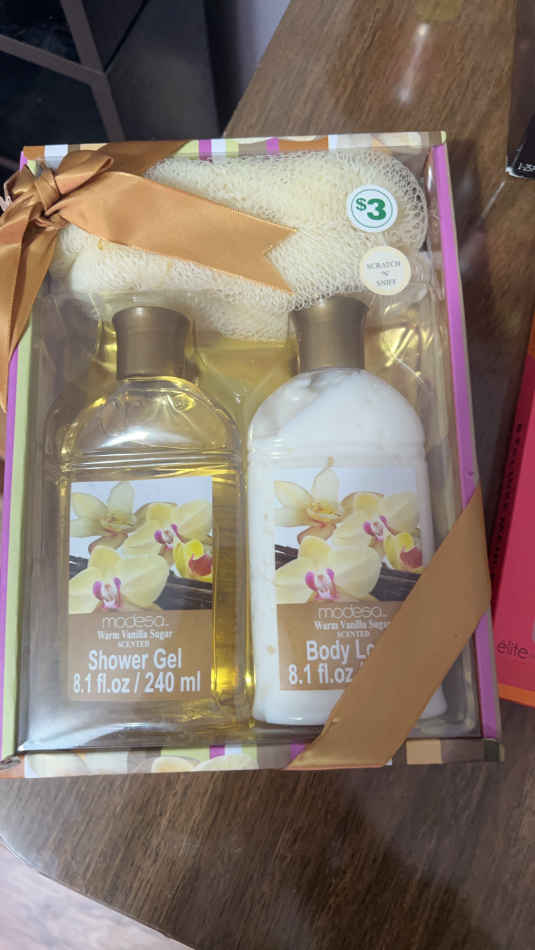 $3
SCRATCH
'N'
SNIFF
modesa
Warm Vanilla Sugar
SCENTED
Shower Gel
8.1 fl.oz / 240 ml
modesa
Warm Vanilla Sugar
SCENTED
Body Lo
8.1 fl.oz
élite